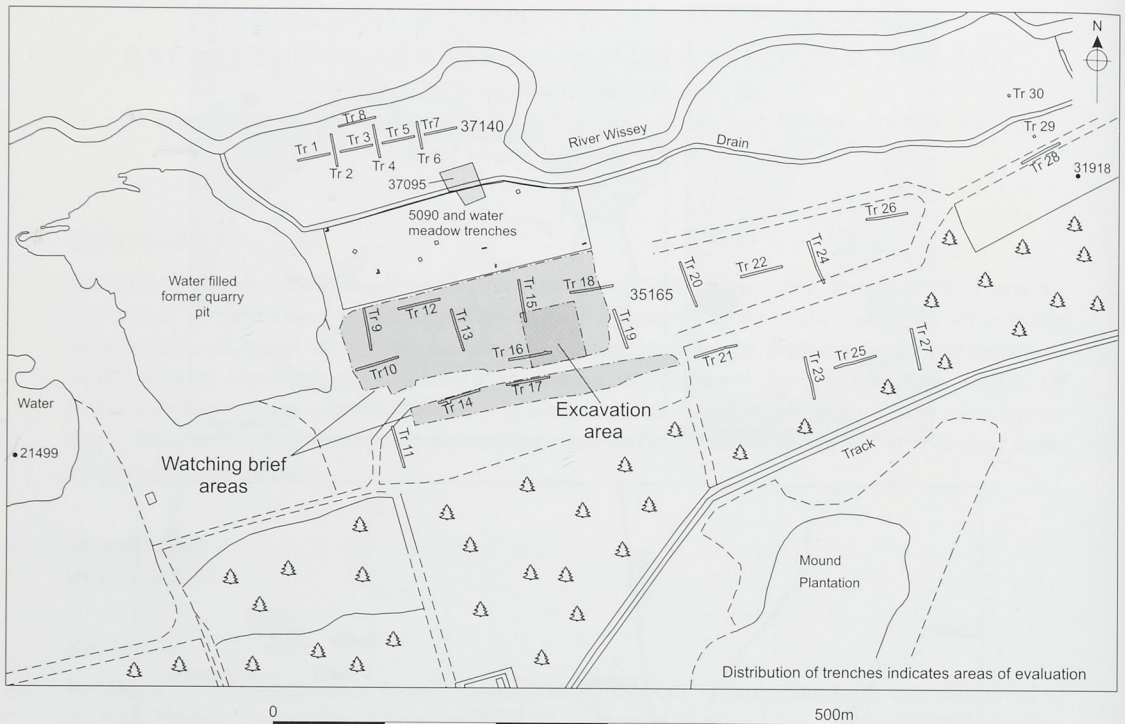 N
Tr 30
Tr 8
Tr 1
Tr 3
Tr 5
Tr7
37140
River Wissey
Drain
Tr 29
Tr 28
31918
Tr 2
Tr 4
Tr 6
37095
5090 and water
meadow trenches
Tr 26
Tr 24
Tr 22
Tr 20
Water filled
former quarry
pit
Tr 9
Tr 12
Tr 13
Tr 15
Tr 18
35165
Tr 19
Tr 10
Tr 16
Tr 21
Tr 25
Tr 27
Tr 23
Tr 14
Tr 17
Water
21499
Tr 11
Excavation
area
Watching brief
areas
Track
Mound
Plantation
Distribution of trenches indicates areas of evaluation
0
500m